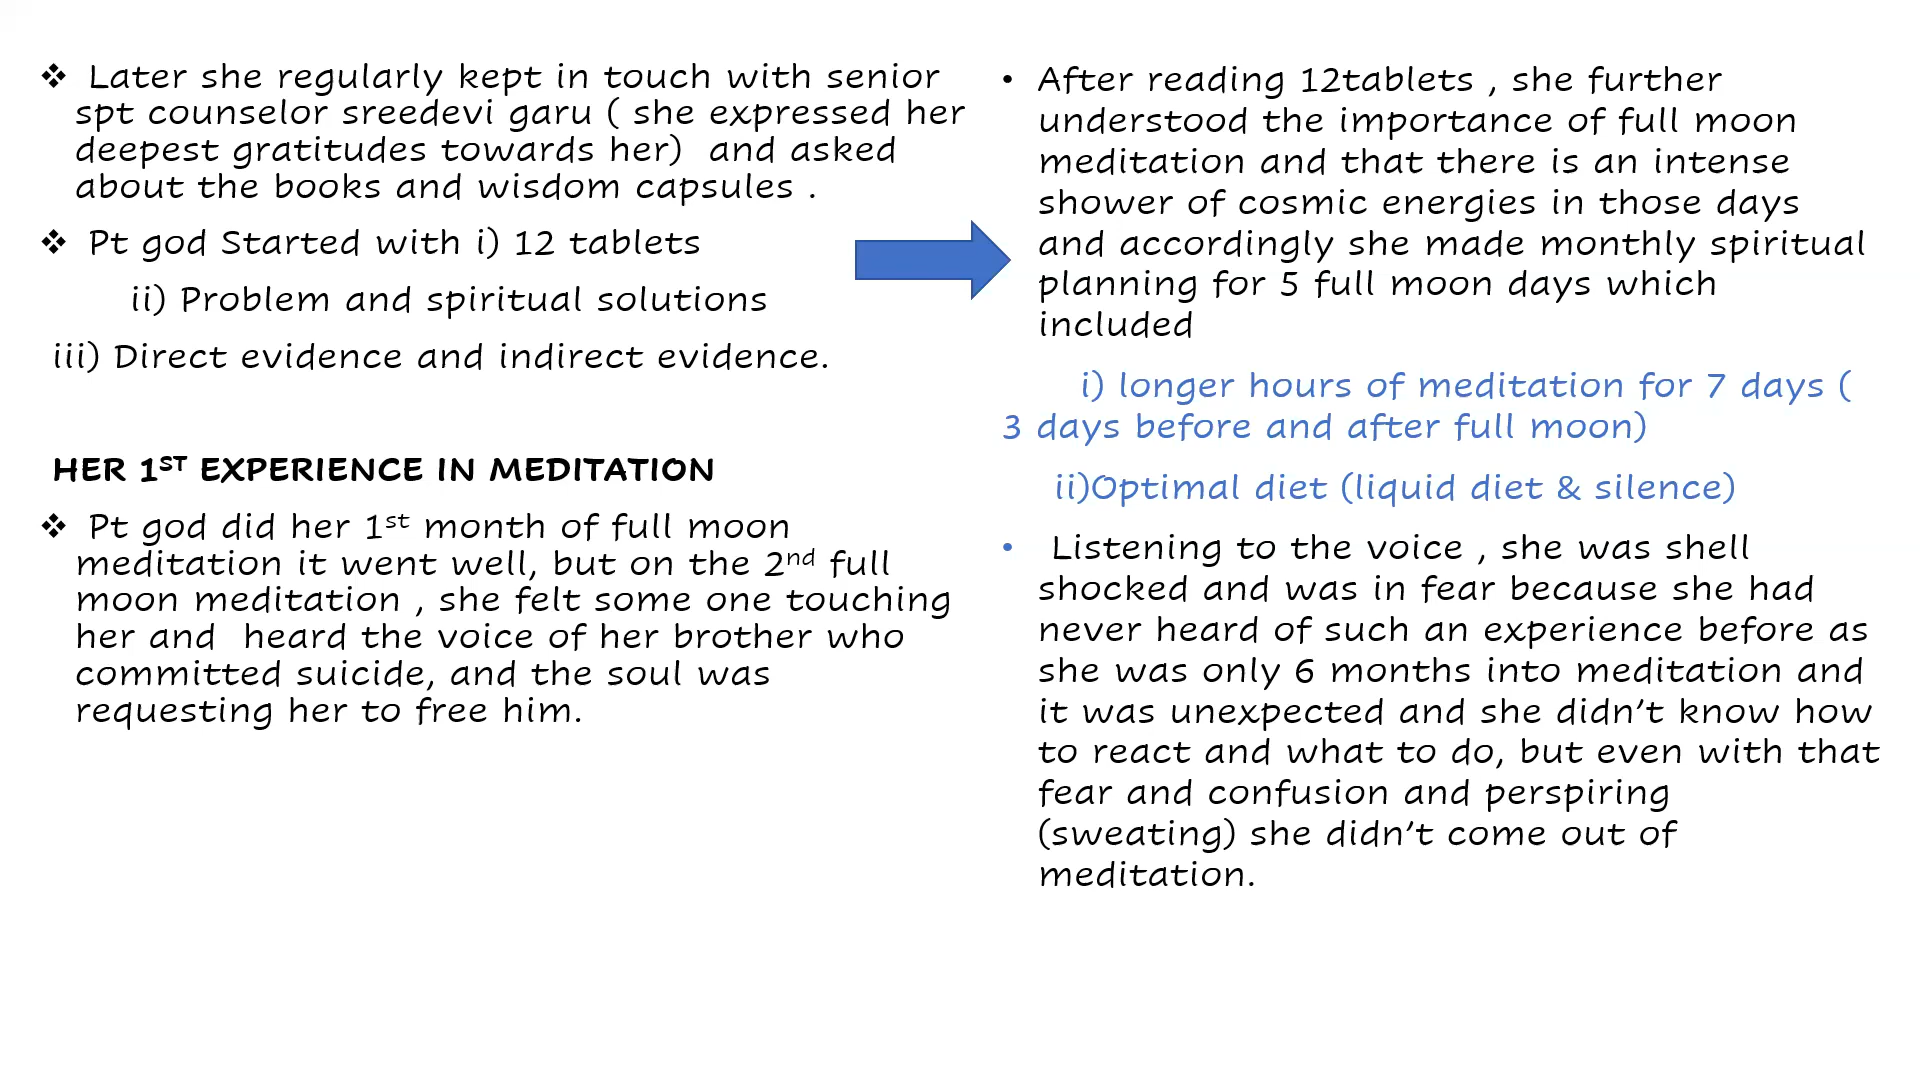 ❖ Later she regularly kept in touch with senior
spt counselor sreedevi garu ( she expressed her
deepest gratitudes towards her) and asked
about the books and wisdom capsules .
❖ Pt god Started with i) 12 tablets
ii) Problem and spiritual solutions
iii) Direct evidence and indirect evidence.
HER 1ST EXPERIENCE IN MEDITATION
❖ Pt god did her 1st month of full moon
meditation it went well, but on the 2nd full
moon meditation , she felt some one touching
her and heard the voice of her brother who
committed suicide, and the soul was
requesting her to free him.
• After reading 12tablets , she further
understood the importance of full moon
meditation and that there is an intense
shower of cosmic energies in those days
and accordingly she made monthly spiritual
planning for 5 full moon days which
included
i) longer hours of meditation for 7 days (
3 days before and after full moon)
ii)Optimal diet (liquid diet & silence)
• Listening to the voice , she was shell
shocked and was in fear because she had
never heard of such an experience before as
she was only 6 months into meditation and
it was unexpected and she didn’t know how
to react and what to do, but even with that
fear and confusion and perspiring
(sweating) she didn’t come out of
meditation.